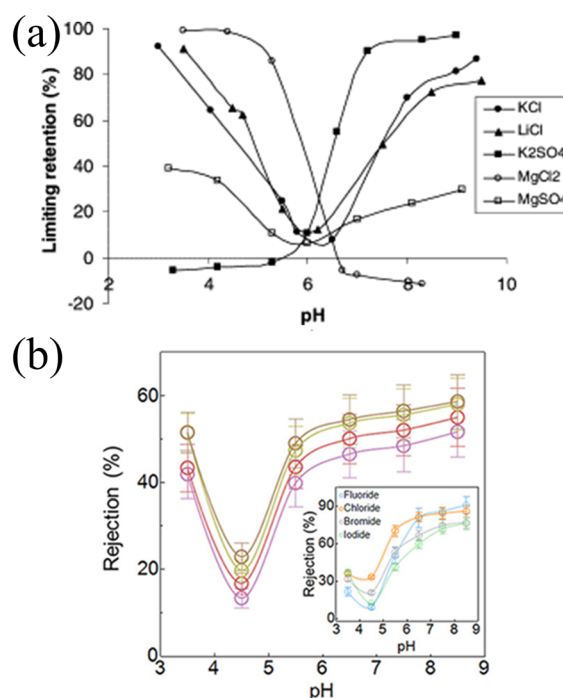 (a)
100
80
60
40
20
0
-20
Limiting retention (%)
2
4
6
8
10
pH
KCl
LiCl
K2SO4
MgCl2
MgSO4
(b)
60
40
20
0
Rejection (%)
3
4
5
6
7
8
9
pH
Fluoride
Chloride
Bromide
Iodide
90
60
30
0
Rejection (%)
3 4 5 6 7 8 9
pH